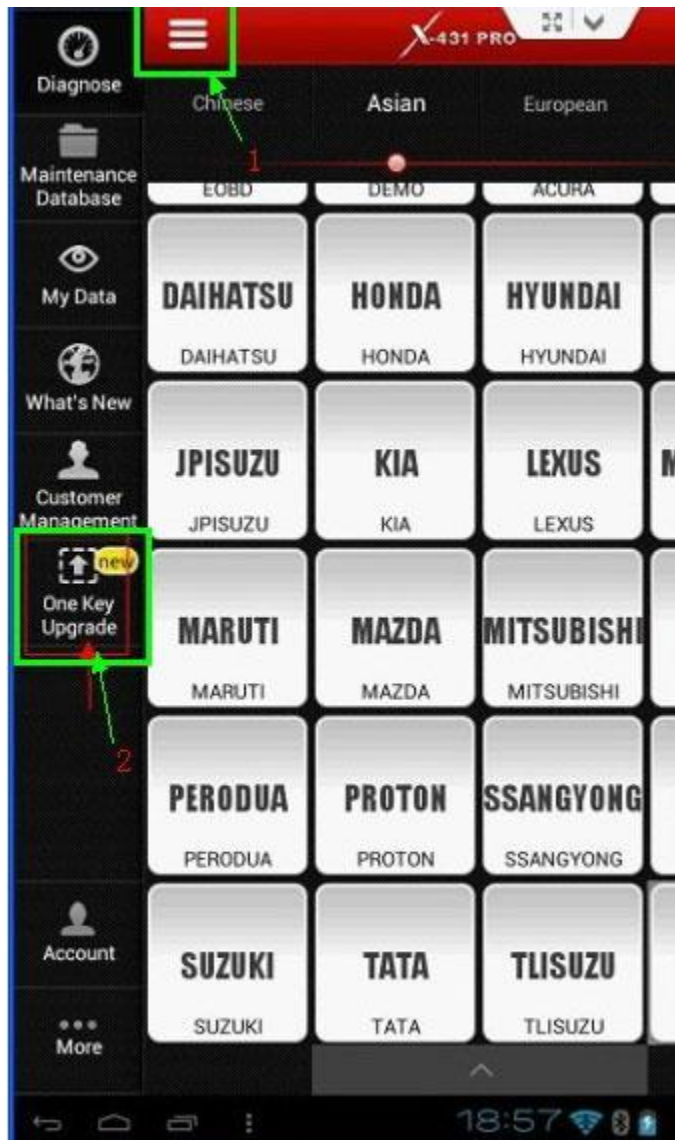 Diagnose
Maintenance
Database
My Data
What's New
Customer
Management
new
One Key
Upgrade
Account
More
X-431 PRO
Chinese Asian European
1
2
EOBD DEMO ACURA
DAIHATSU HONDA HYUNDAI
DAIHATSU HONDA HYUNDAI
JPISUZU KIA LEXUS M
JPISUZU KIA LEXUS
MARUTI MAZDA MITSUBISHI
MARUTI MAZDA MITSUBISHI
PERODUA PROTON SSANGYONG
PERODUA PROTON SSANGYONG
SUZUKI TATA TLISUZU
SUZUKI TATA TLISUZU
18:57